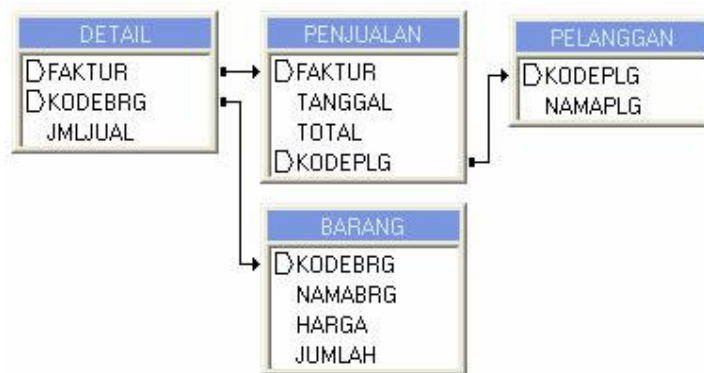 DETAIL
FAKTUR
KODEBRG
JMLJUAL
PENJUALAN
FAKTUR
TANGGAL
TOTAL
KODEPLG
PELANGGAN
KODEPLG
NAMAPLG
BARANG
KODEBRG
NAMABRG
HARGA
JUMLAH